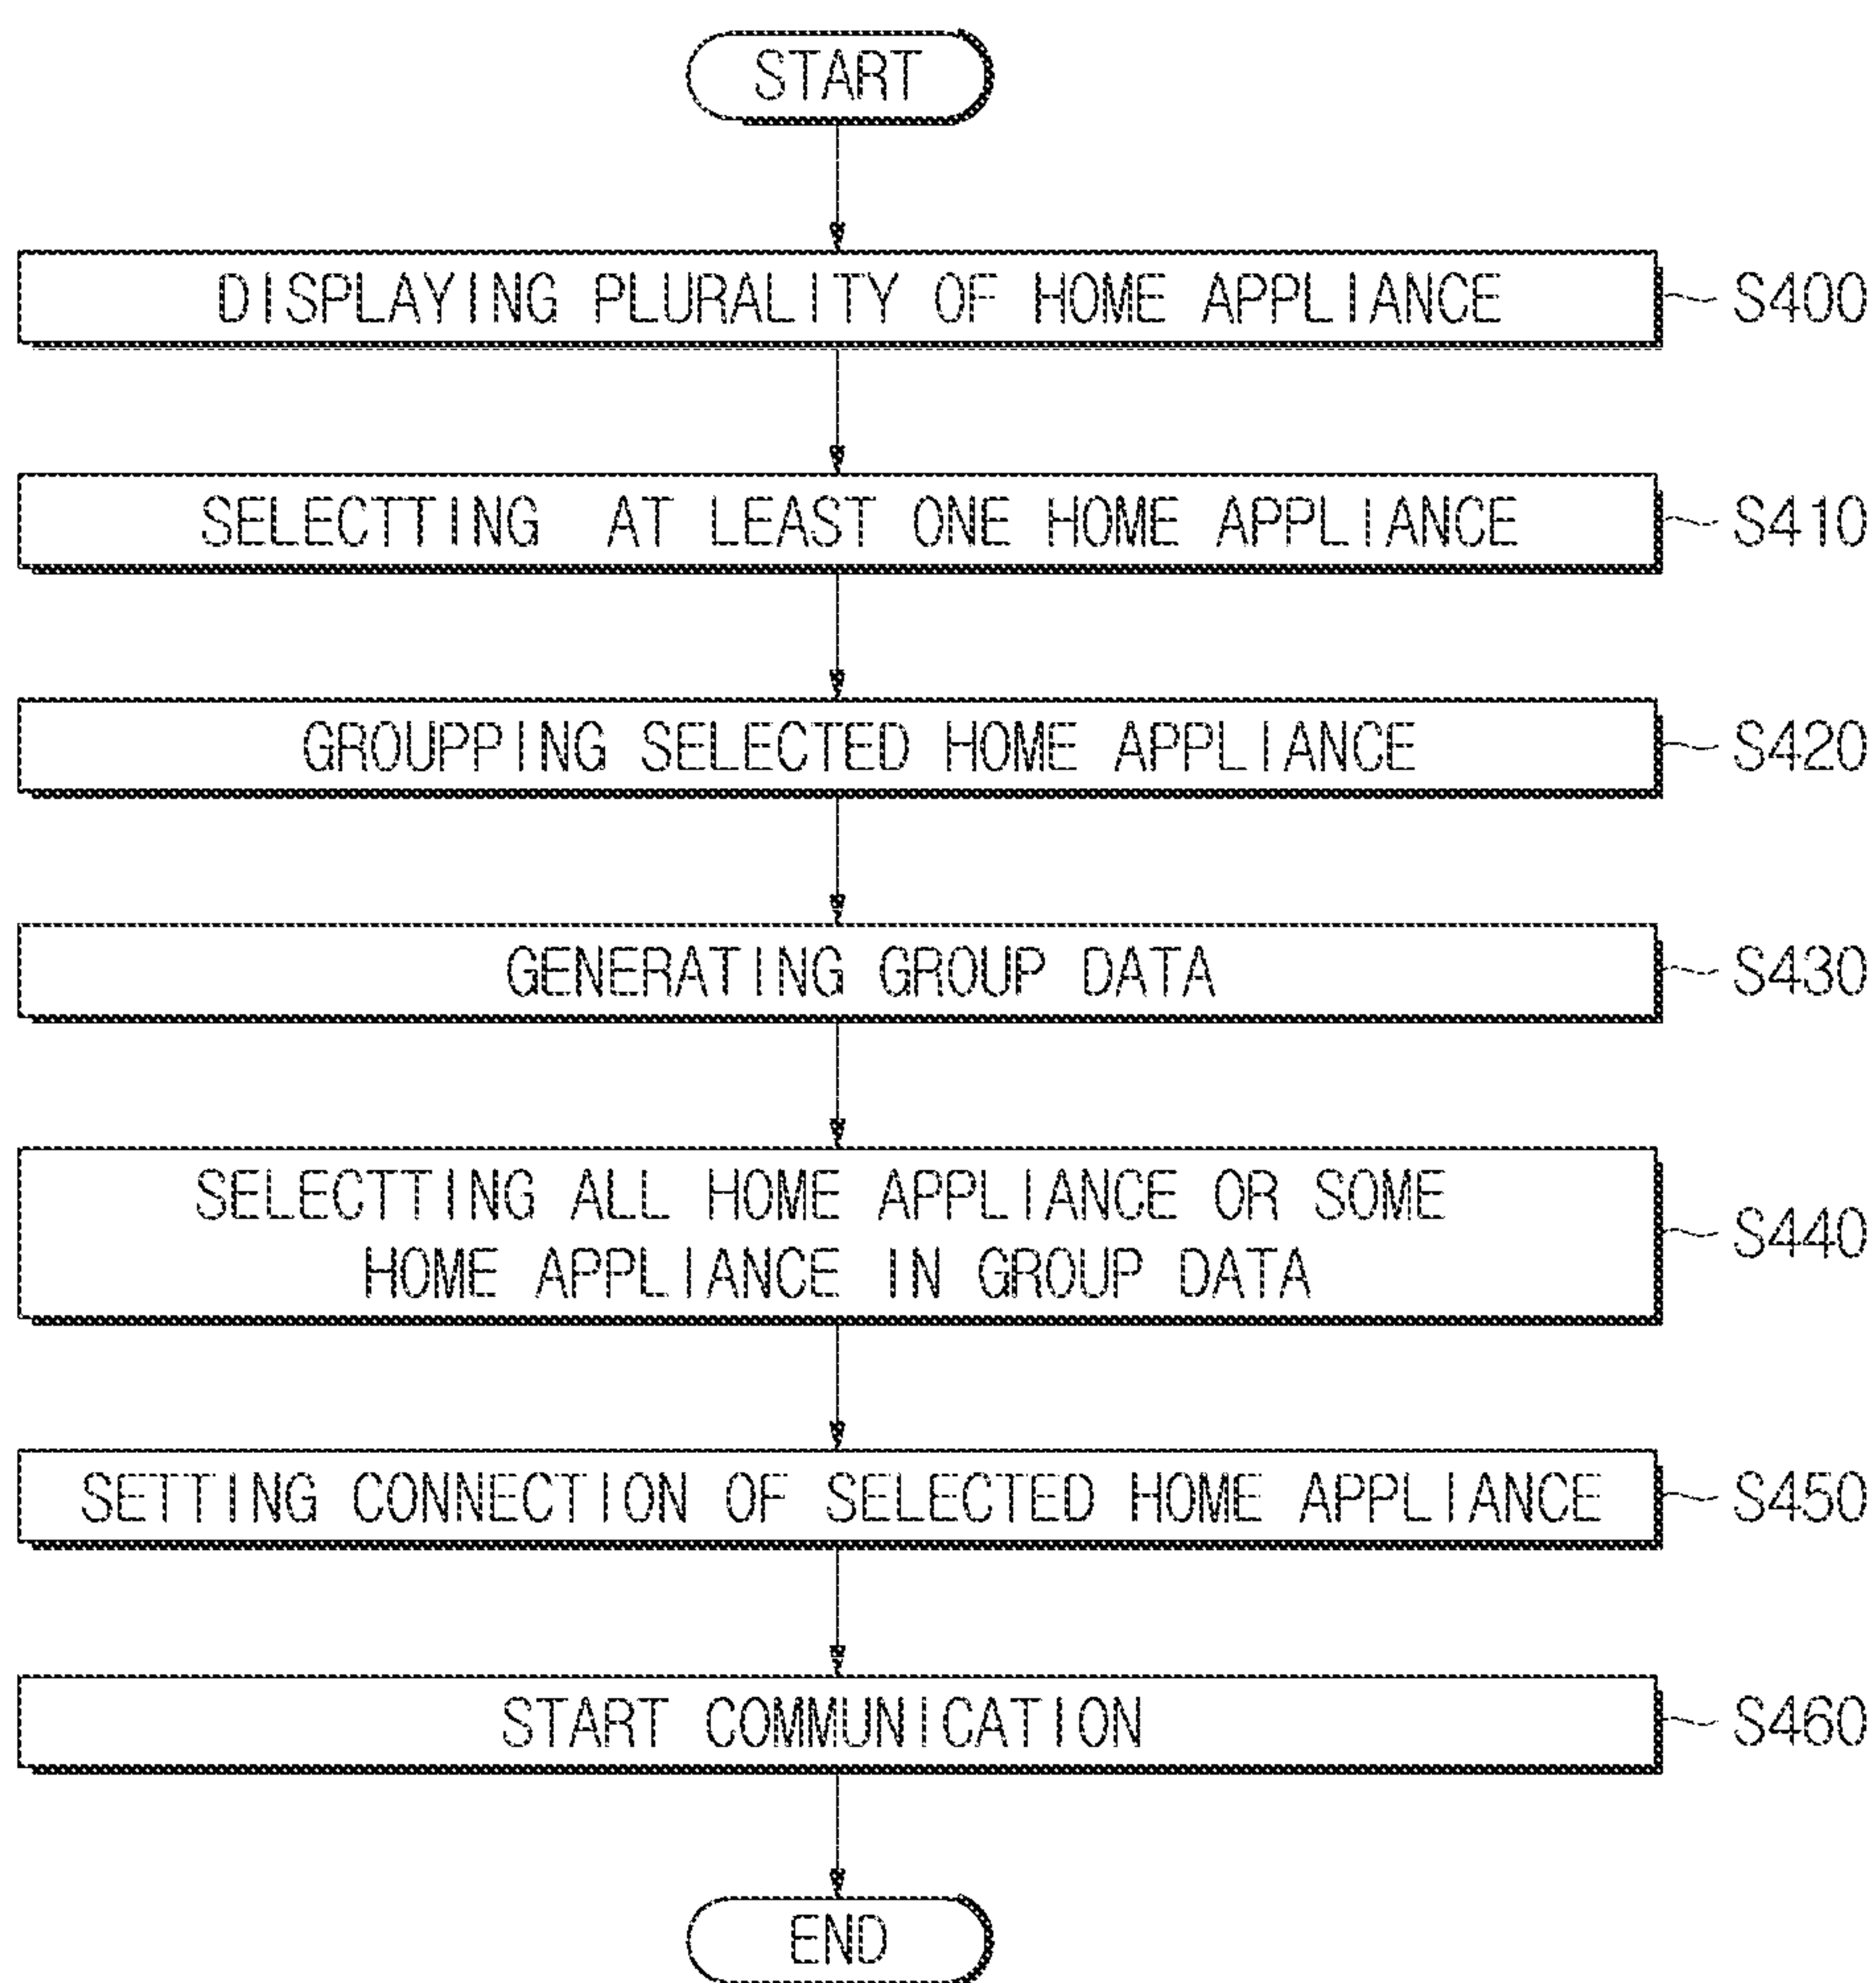 START
DISPLAYING PLURALITY OF HOME APPLIANCE
S400
SELECTTING AT LEAST ONE HOME APPLIANCE
S410
GROUPPING SELECTED HOME APPLIANCE
S420
GENERATING GROUP DATA
S430
SELECTTING ALL HOME APPLIANCE OR SOME
HOME APPLIANCE IN GROUP DATA
S440
SETTING CONNECTION OF SELECTED HOME APPLIANCE
S450
START COMMUNICATION
S460
END